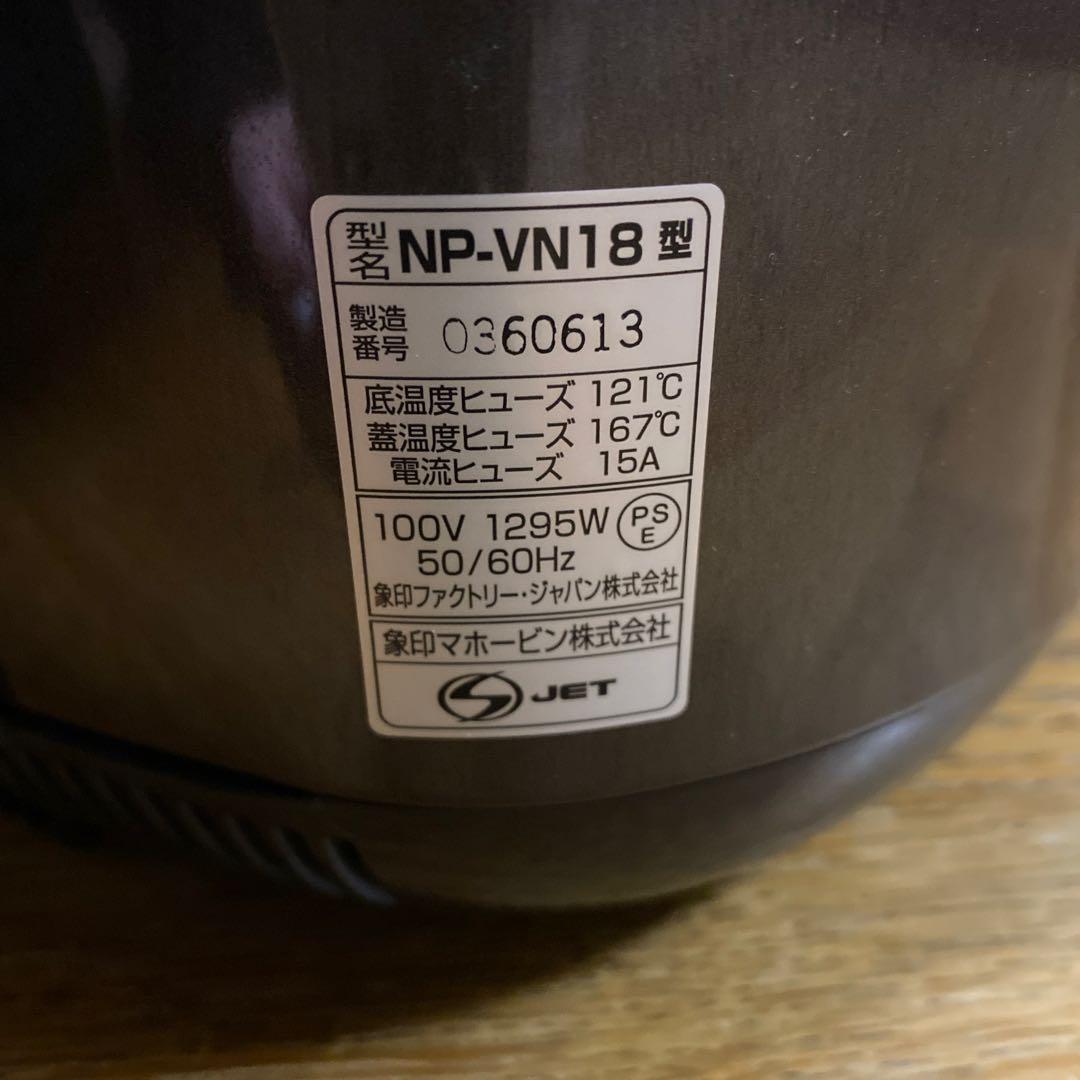 型名 NP-VN18 型
製造番号 0360613
底温度ヒューズ 121℃
蓋温度ヒューズ 167℃
電流ヒューズ 15A
100V 1295W PSE
50/60Hz
象印ファクトリー・ジャパン株式会社
象印マホービン株式会社
S JET